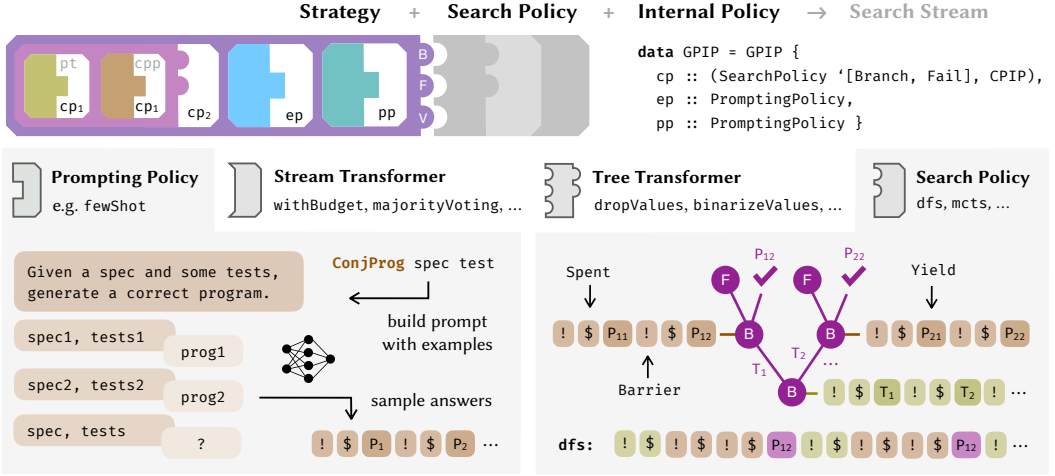 Strategy + Search Policy + Internal Policy → Search Stream
pt cpp
cp₁ cp₁ cp₂ ep pp
B
F
V
data GPIP = GPIP {
cp :: (SearchPolicy ‘[Branch, Fail], CPIP),
ep :: PromptingPolicy,
pp :: PromptingPolicy }
Prompting Policy
e.g. fewShot
Stream Transformer
withBudget, majorityVoting, ...
Tree Transformer
dropValues, binarizeValues, ...
Search Policy
dfs, mcts, ...
Given a spec and some tests,
generate a correct program.
ConjProg spec test
build prompt
with examples
spec1, tests1
prog1
spec2, tests2
prog2
spec, tests
?
sample answers
! $ P₁ ! $ P₂ ...
P₁₂ P₂₂
Spent F F Yield
! $ P₁₁ ! $ P₁₂ B B ! $ P₂₁ ! $ P₂₂
Barrier T₁ T₂ ...
B ! $ T₁ ! $ T₂ ! ...
dfs: ! $ ! $ ! $ P₁₂ ! $ ! $ ! $ P₁₂ ! ...